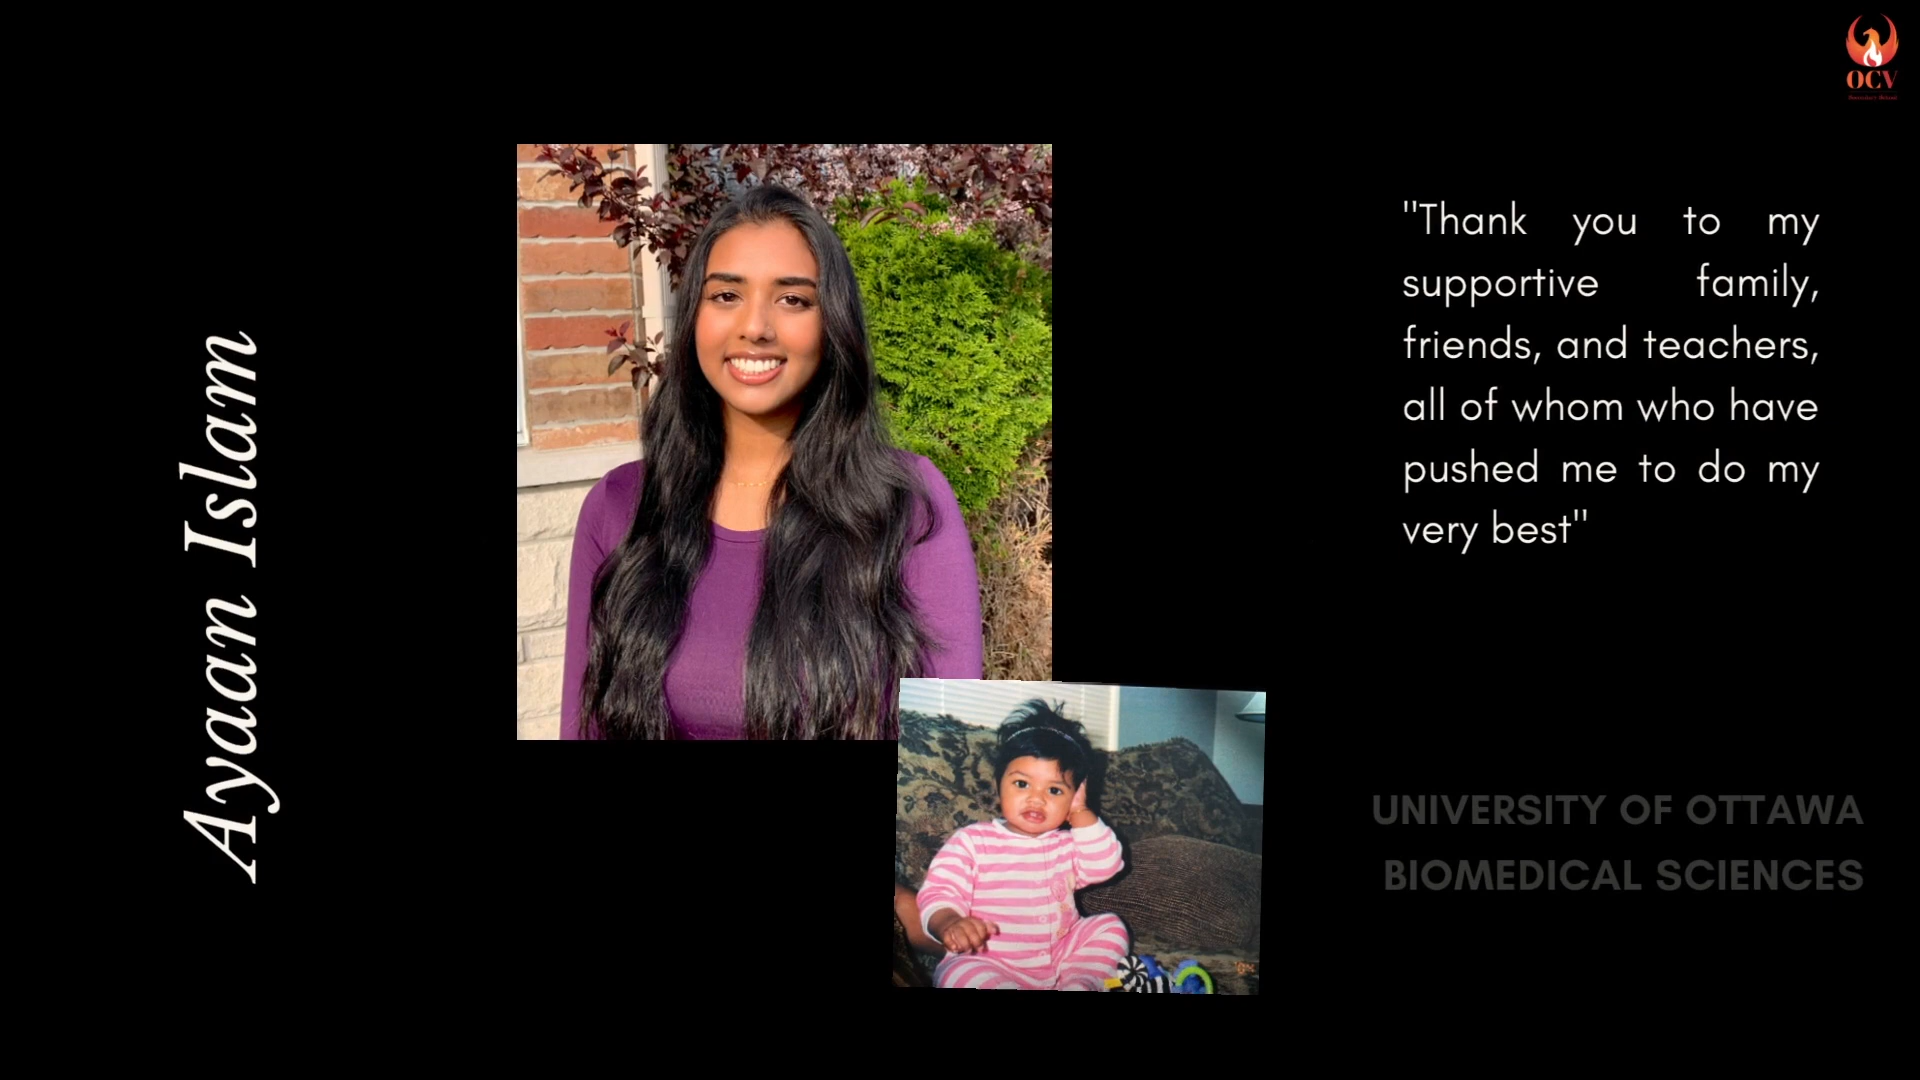 Ayaan Islam
OCV
"Thank you to my
supportive family,
friends, and teachers,
all of whom who have
pushed me to do my
very best"
UNIVERSITY OF OTTAWA
BIOMEDICAL SCIENCES